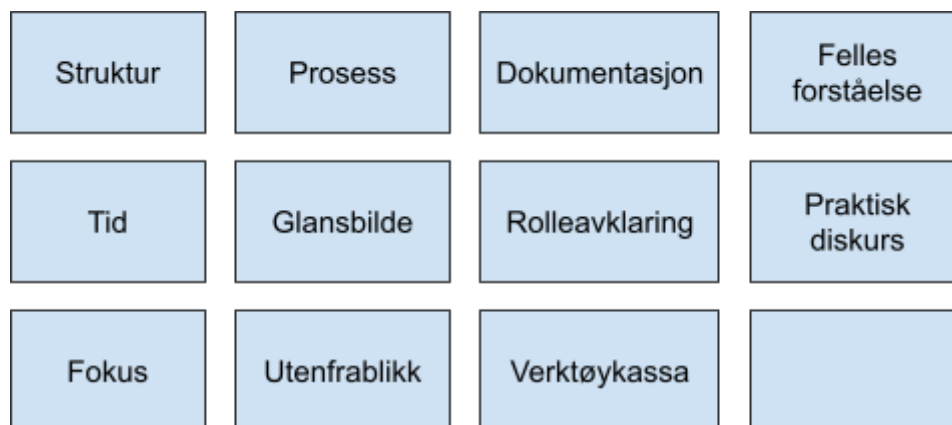 Struktur
Prosess
Dokumentasjon
Felles
forståelse
Tid
Glansbilde
Rolleavklaring
Praktisk
diskurs
Fokus
Utenfrablikk
Verktøykassa